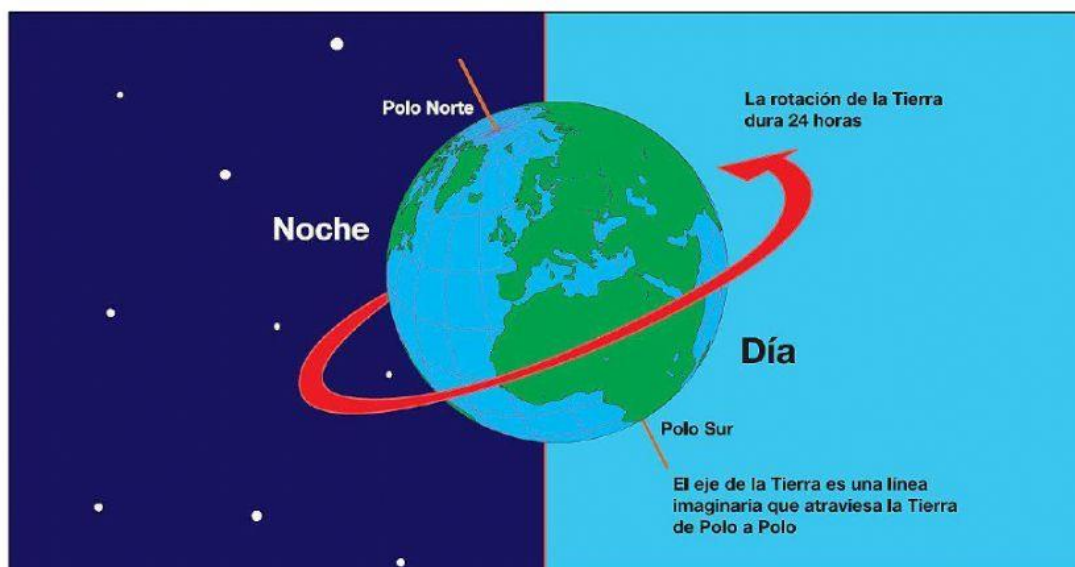 Polo Norte
La rotación de la Tierra
dura 24 horas
Noche
Día
Polo Sur
El eje de la Tierra es una línea
imaginaria que atraviesa la Tierra
de Polo a Polo